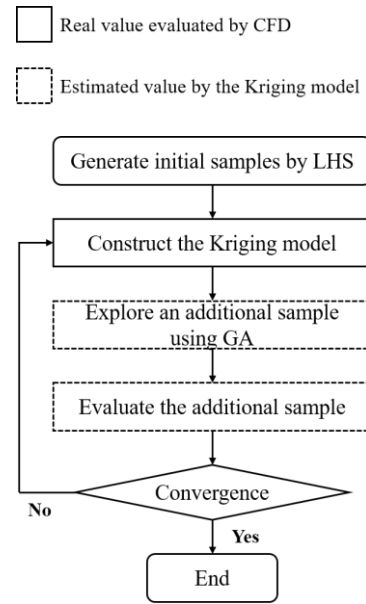 Real value evaluated by CFD
Estimated value by the Kriging model
Generate initial samples by LHS
Construct the Kriging model
Explore an additional sample
using GA
Evaluate the additional sample
Convergence
No
Yes
End